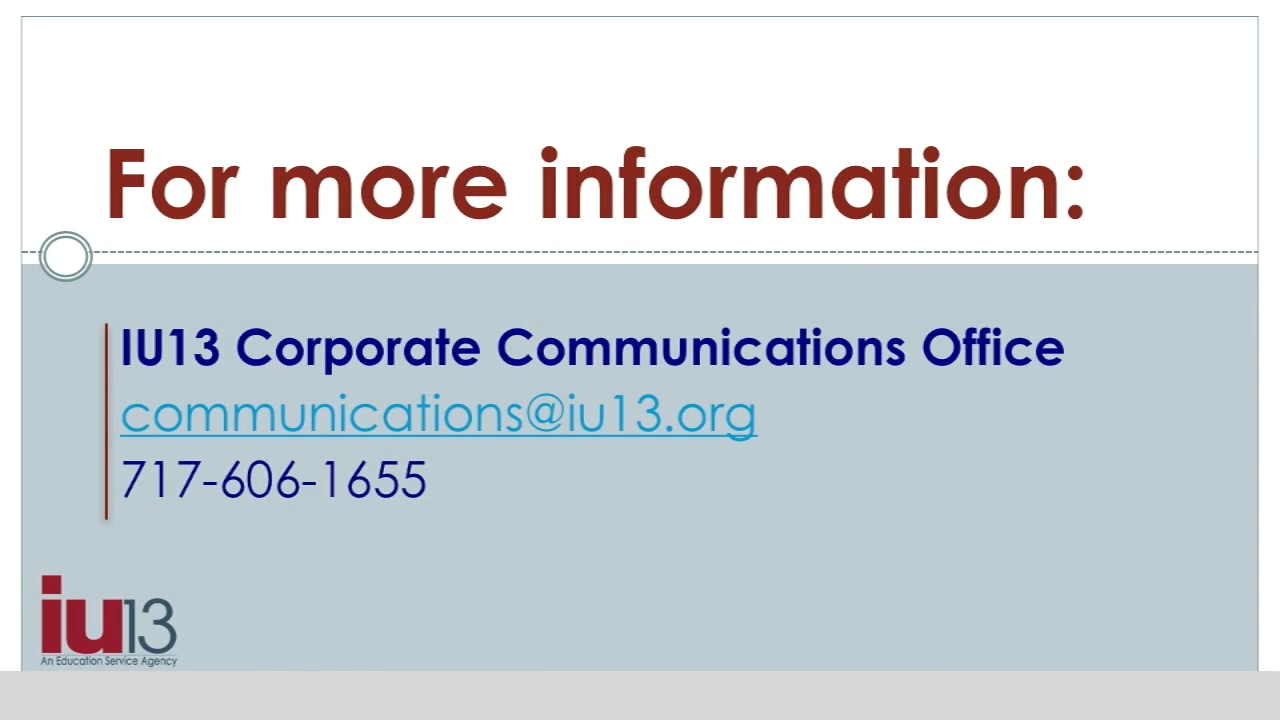 For more information:
IU13 Corporate Communications Office
communications@iu13.org
717-606-1655
iu13
An Education Service Agency